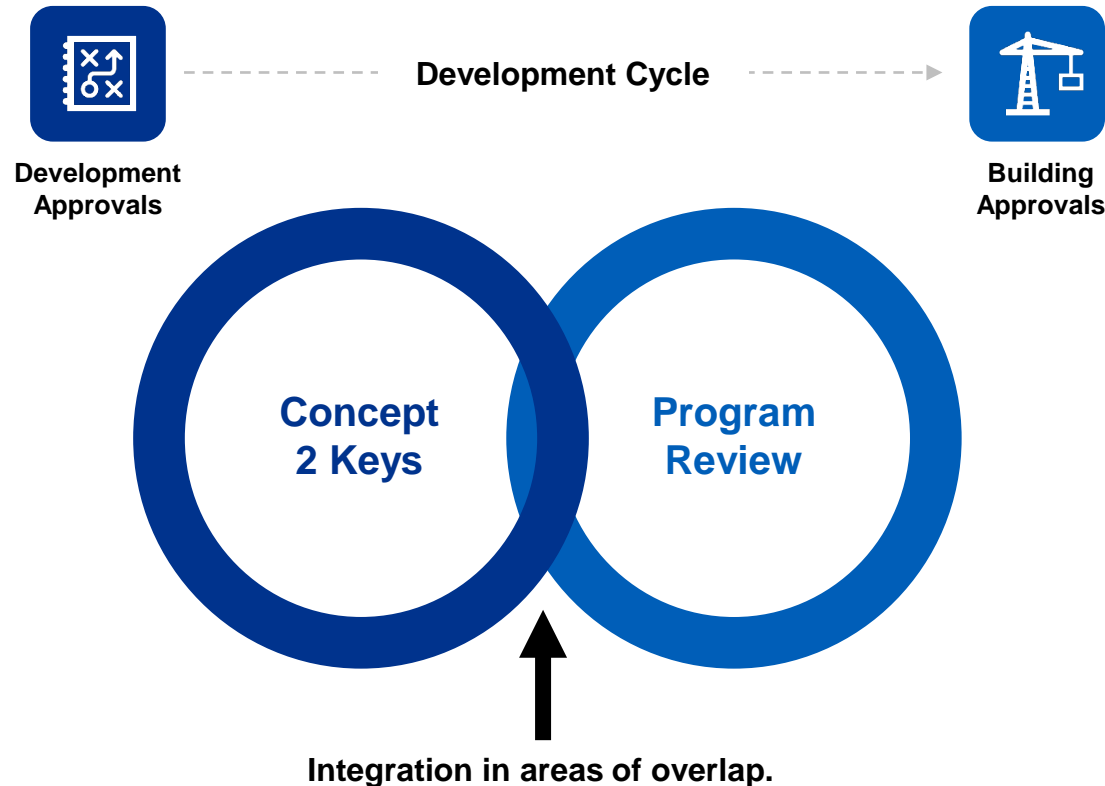 Development Cycle
Development
Approvals
Building
Approvals
Concept
2 Keys
Program
Review
Integration in areas of overlap.